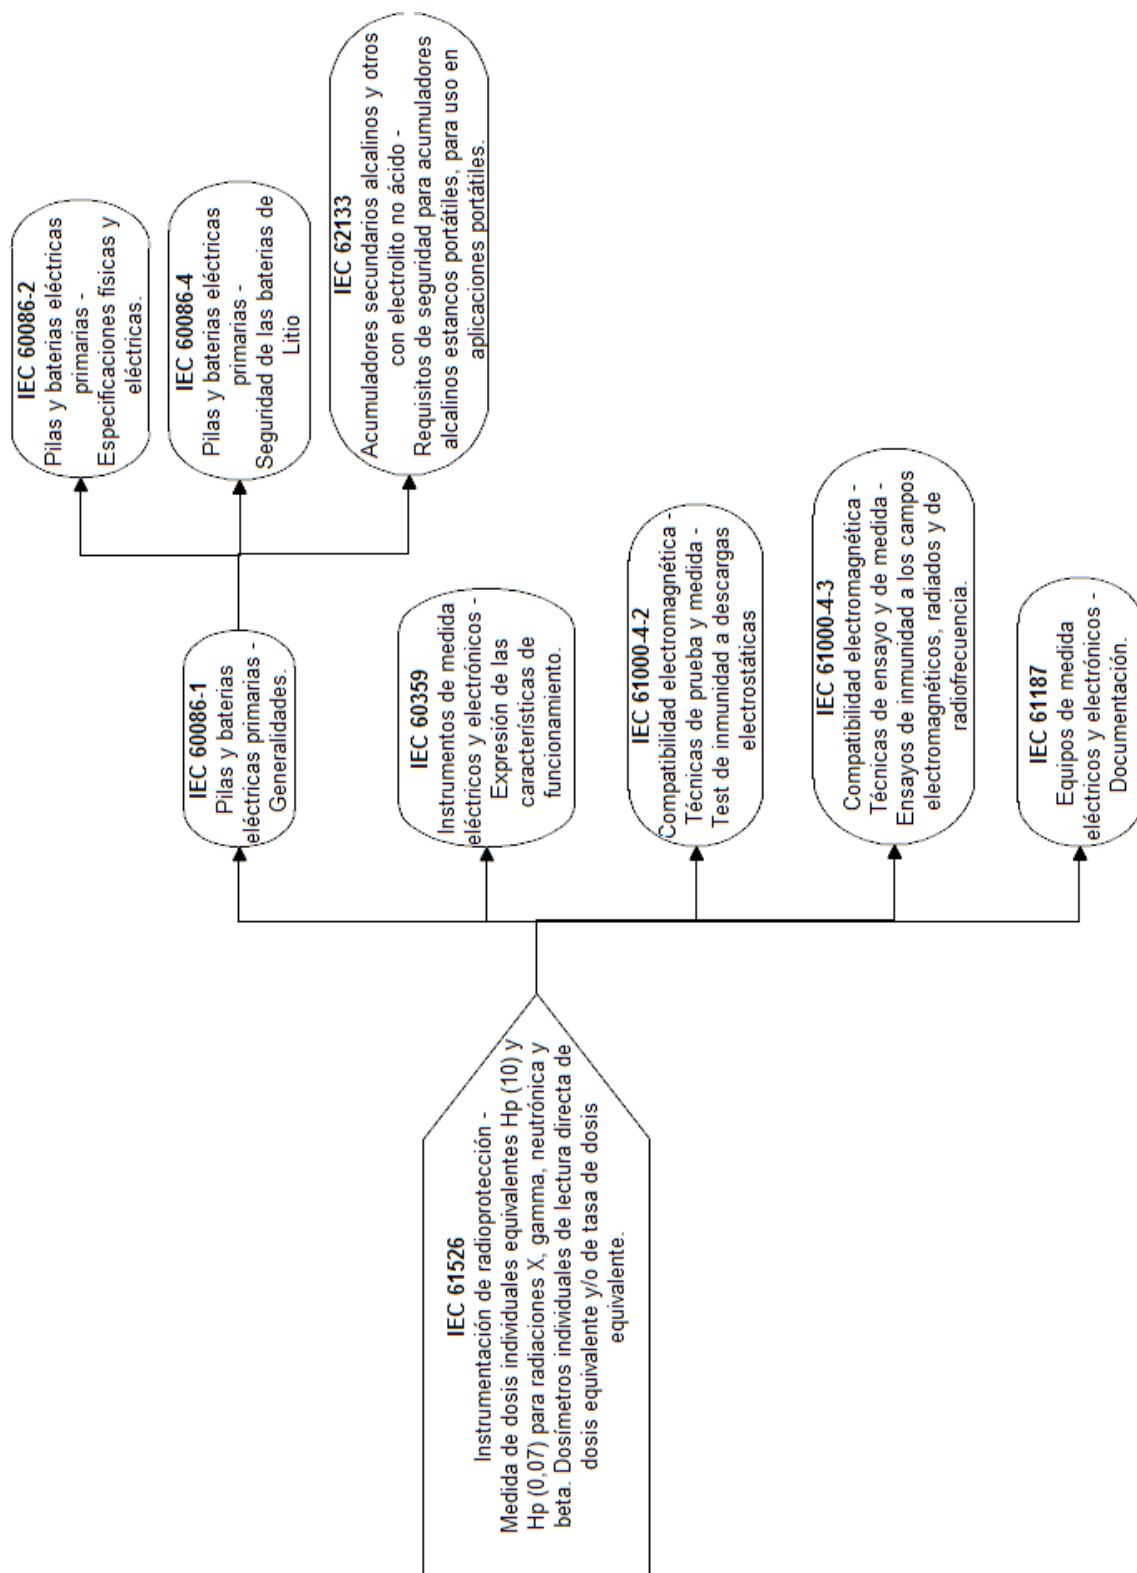 IEC 61526
Instrumentación de radioprotección -
Medida de dosis individuales equivalentes Hp (10) y
Hp (0,07) para radiaciones X, gamma, neutrónica y
beta. Dosímetros individuales de lectura directa de
dosis equivalente y/o de tasa de dosis
equivalente.
IEC 60086-1
Pilas y baterias
eléctricas primarias -
Generalidades.
IEC 60359
Instrumentos de medida
eléctricos y electrónicos -
Expresión de las
características de
funcionamiento.
IEC 61000-4-2
Compatibilidad electromagnética -
Técnicas de prueba y medida -
Test de inmunidad a descargas
electrostáticas
IEC 61000-4-3
Compatibilidad electromagnética -
Técnicas de ensayo y de medida -
Ensayos de inmunidad a los campos
electromagnéticos, radiados y de
radiofrecuencia.
IEC 61187
Equipos de medida
eléctricos y electrónicos -
Documentación.
IEC 60086-2
Pilas y baterias eléctricas
primarias -
Especificaciones físicas y
eléctricas.
IEC 60086-4
Pilas y baterias eléctricas
primarias -
Seguridad de las baterias de
Litio
IEC 62133
Acumuladores secundarios alcalinos y otros
con electrolito no ácido -
Requisitos de seguridad para acumuladores
alcalinos estancos portátiles, para uso en
aplicaciones portátiles.